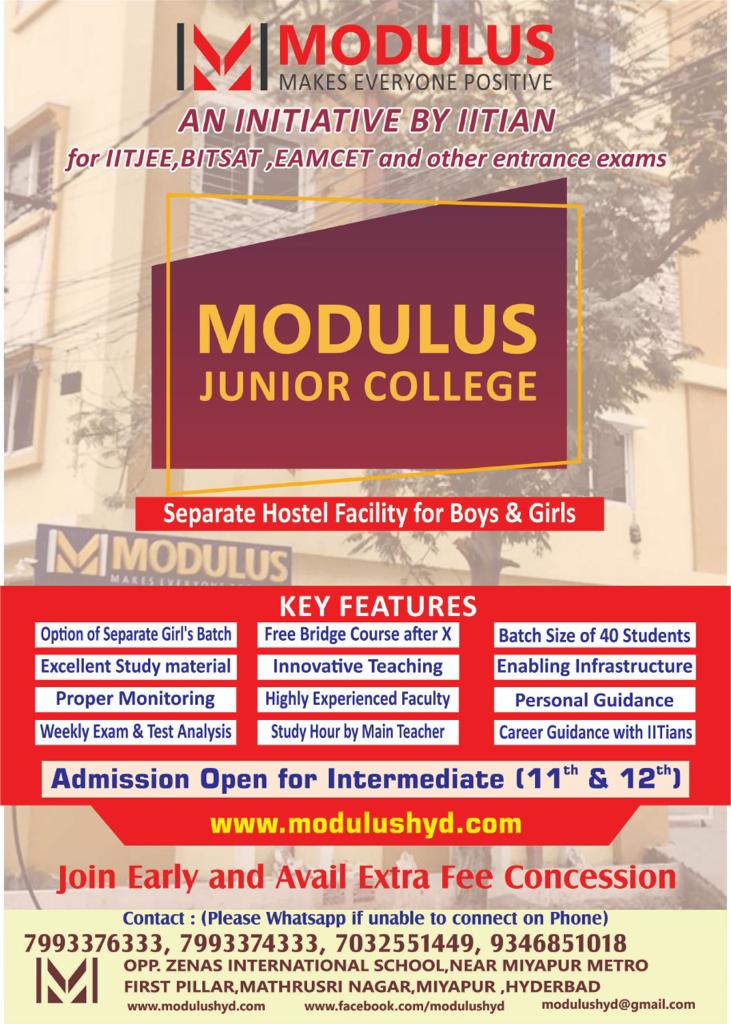 MODULUS
MAKES EVERYONE POSITIVE
AN INITIATIVE BY IITIAN
for IITJEE,BITSAT ,EAMCET and other entrance exams
MODULUS
JUNIOR COLLEGE
Separate Hostel Facility for Boys & Girls
MODULUS
MAKES
KEY FEATURES
Option of Separate Girl's Batch
Free Bridge Course after X
Batch Size of 40 Students
Excellent Study material
Innovative Teaching
Enabling Infrastructure
Proper Monitoring
Highly Experienced Faculty
Personal Guidance
Weekly Exam & Test Analysis
Study Hour by Main Teacher
Career Guidance with IITians
Admission Open for Intermediate (11th & 12th)
www.modulushyd.com
Join Early and Avail Extra Fee Concession
Contact : (Please Whatsapp if unable to connect on Phone)
7993376333, 7993374333, 7032551449, 9346851018
OPP. ZENAS INTERNATIONAL SCHOOL,NEAR MIYAPUR METRO
FIRST PILLAR,MATHRUSRI NAGAR,MIYAPUR ,HYDERBAD
www.modulushyd.com www.facebook.com/modulushyd modulushyd@gmail.com